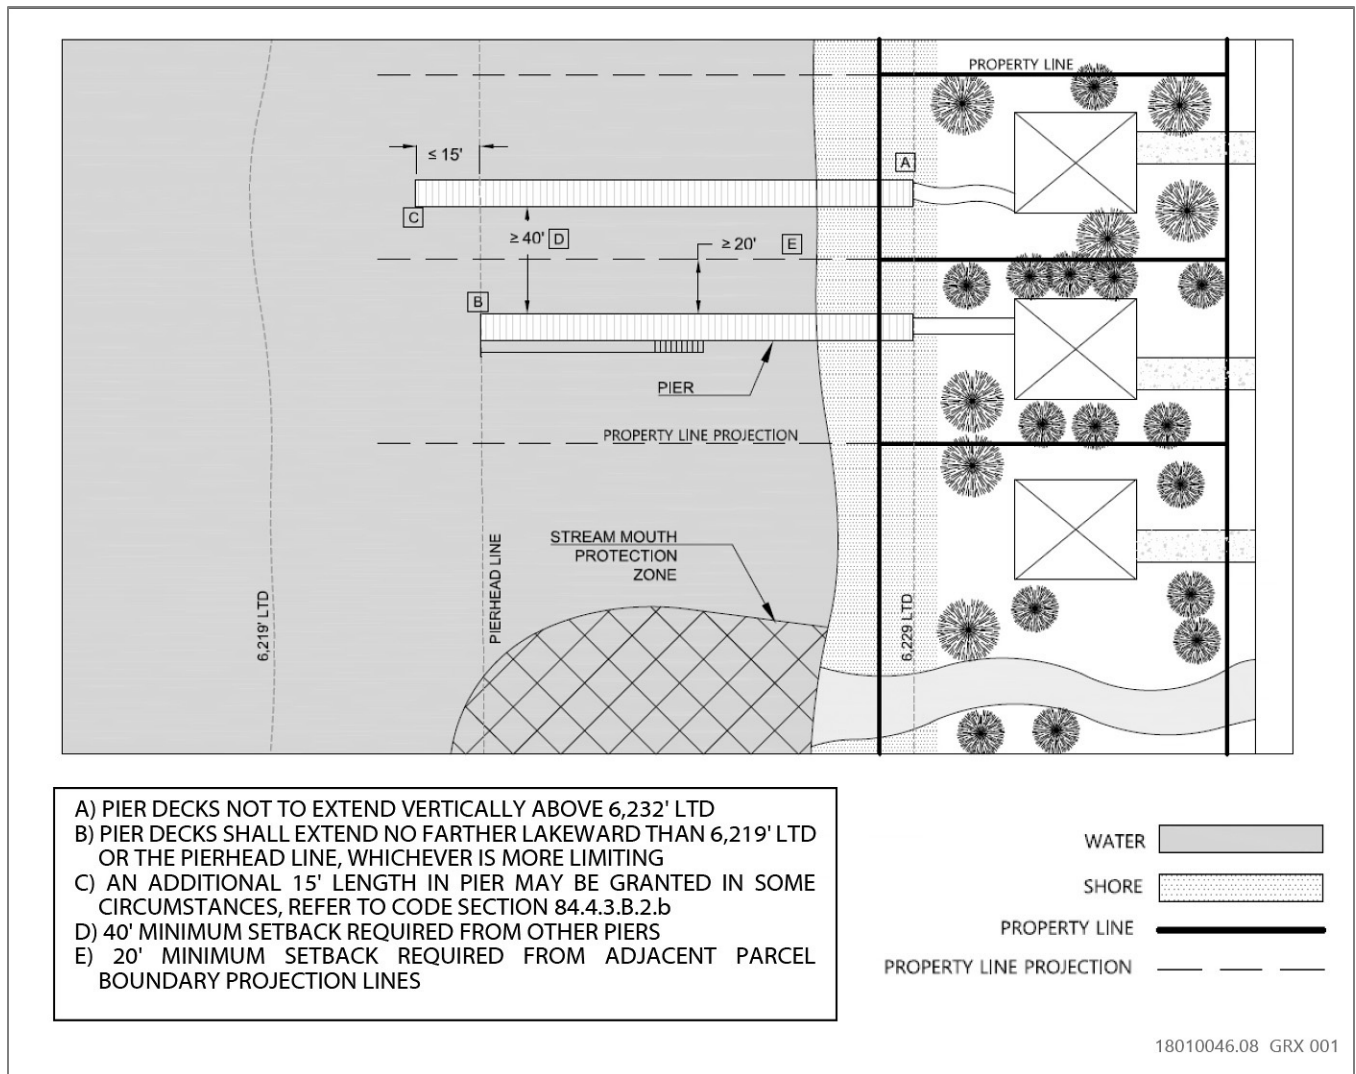 PROPERTY LINE
≤ 15'
A
C
≥ 40' D
≥ 20' E
B
PIER
PROPERTY LINE PROJECTION
STREAM MOUTH
PROTECTION
ZONE
PIERHEAD LINE
6,219' LTD
6,229 LTD
A) PIER DECKS NOT TO EXTEND VERTICALLY ABOVE 6,232' LTD
B) PIER DECKS SHALL EXTEND NO FARTHER LAKEWARD THAN 6,219' LTD
OR THE PIERHEAD LINE, WHICHEVER IS MORE LIMITING
C) AN ADDITIONAL 15' LENGTH IN PIER MAY BE GRANTED IN SOME
CIRCUMSTANCES, REFER TO CODE SECTION 84.4.3.B.2.b
D) 40' MINIMUM SETBACK REQUIRED FROM OTHER PIERS
E) 20' MINIMUM SETBACK REQUIRED FROM ADJACENT PARCEL
BOUNDARY PROJECTION LINES
WATER
SHORE
PROPERTY LINE
PROPERTY LINE PROJECTION
18010046.08 GRX 001